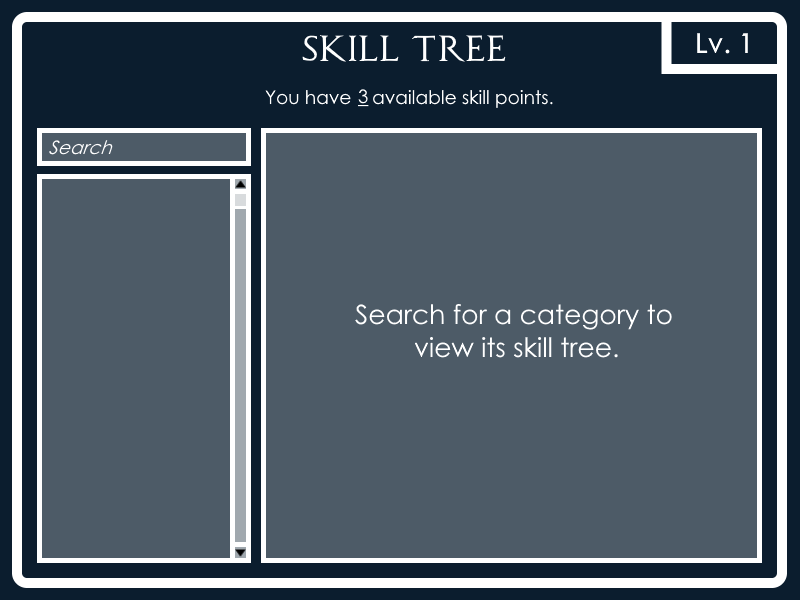 SKILL TREE
Lv. 1
You have 3 available skill points.
Search
Search for a category to
view its skill tree.